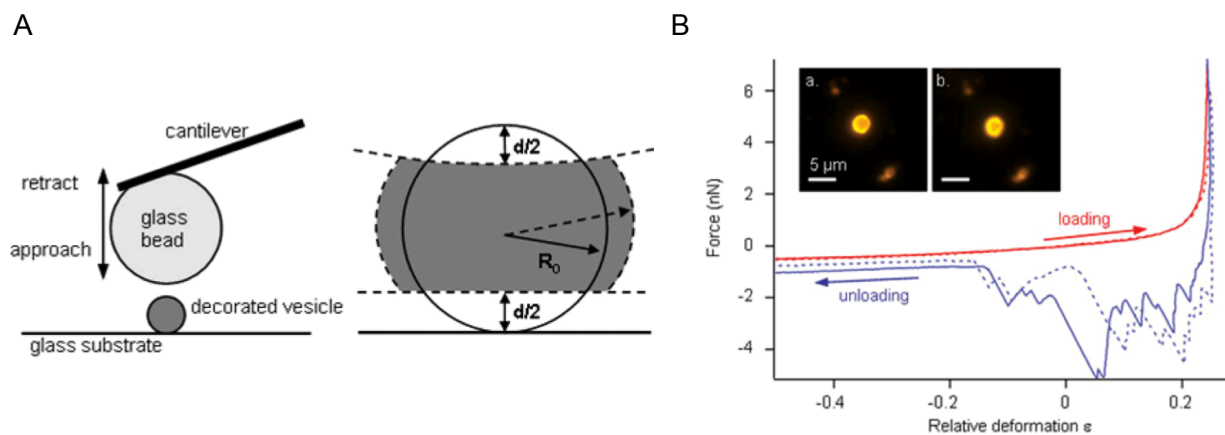 A
cantilever
retract
approach
glass
bead
decorated vesicle
glass substrate
d/2
R₀
d/2
B
Force (nN)
6
4
2
0
-2
-4
a.
5 µm
b.
loading
unloading
-0.4
-0.2
0
0.2
Relative deformation ε